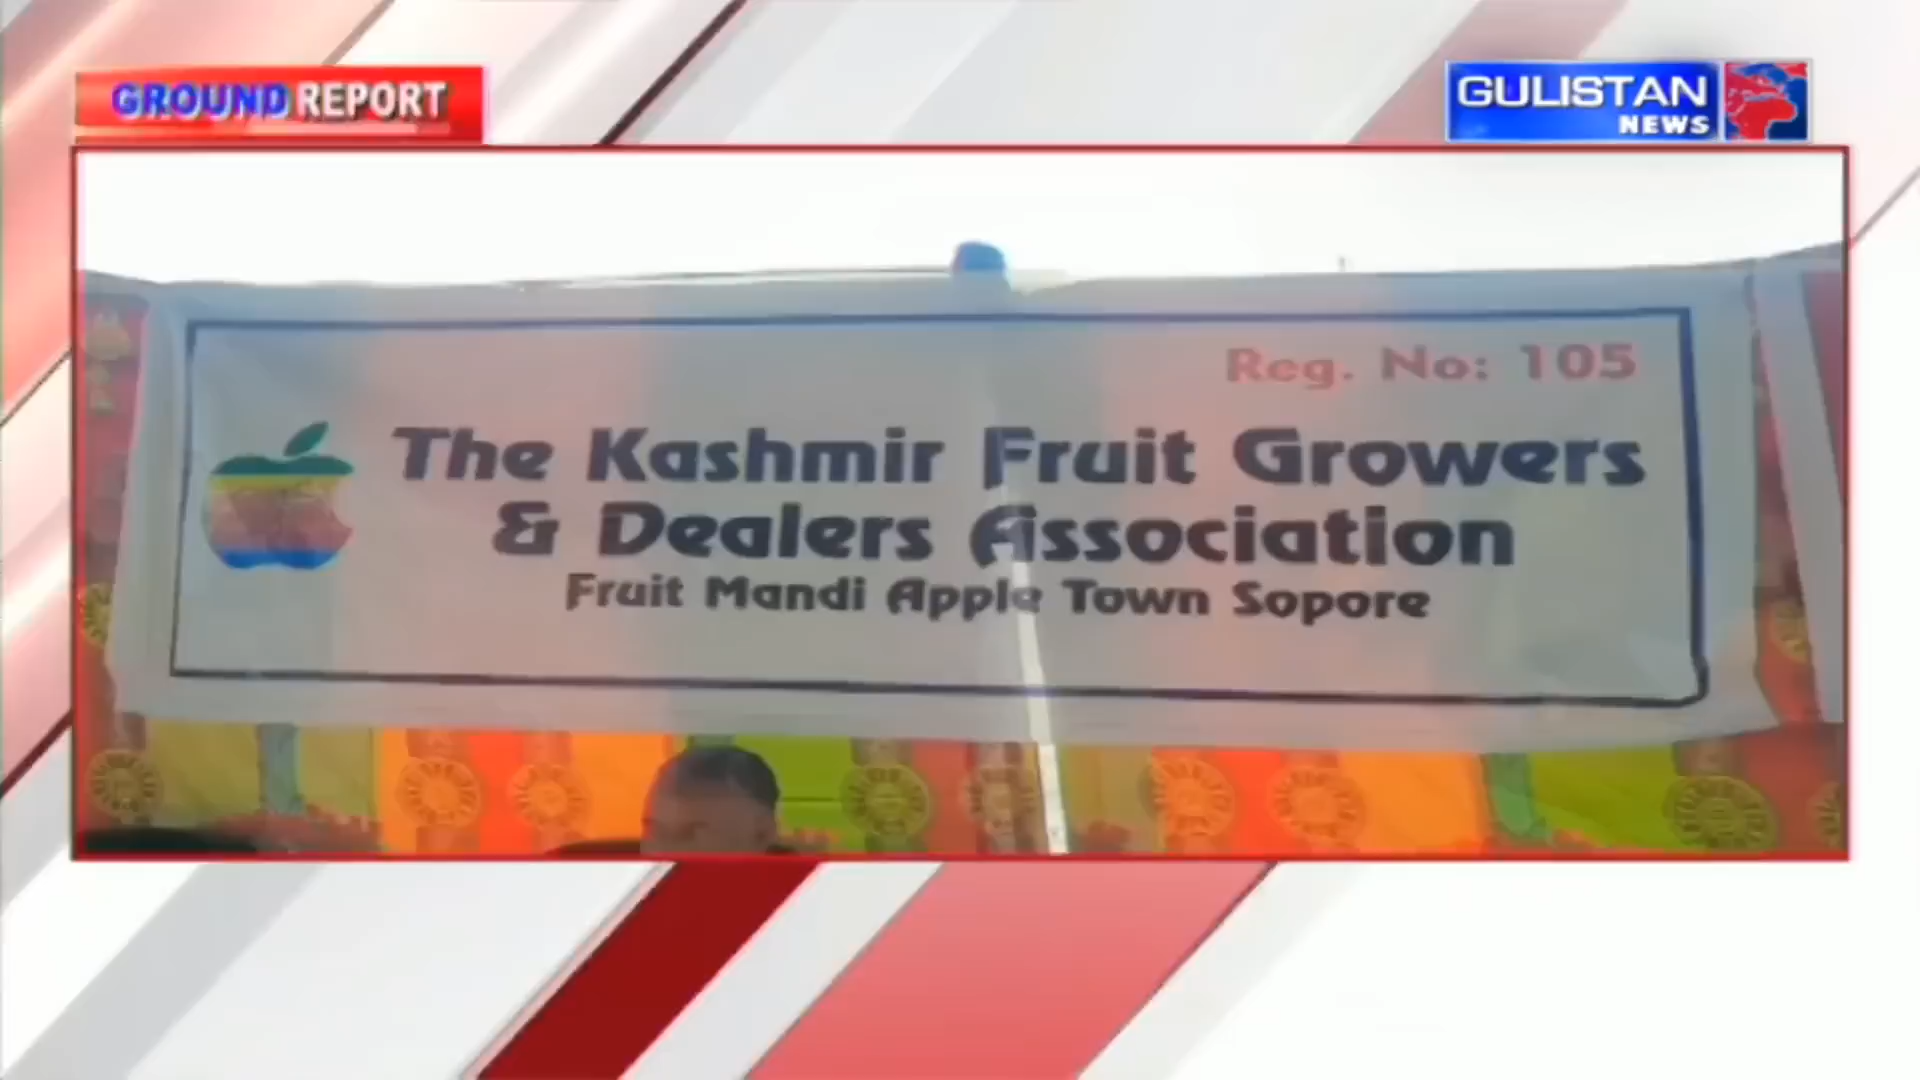 GROUND REPORT
GULISTAN
NEWS
Reg. No: 105
The Kashmir Fruit Growers
& Dealers Association
Fruit Mandi Apple Town Sopore